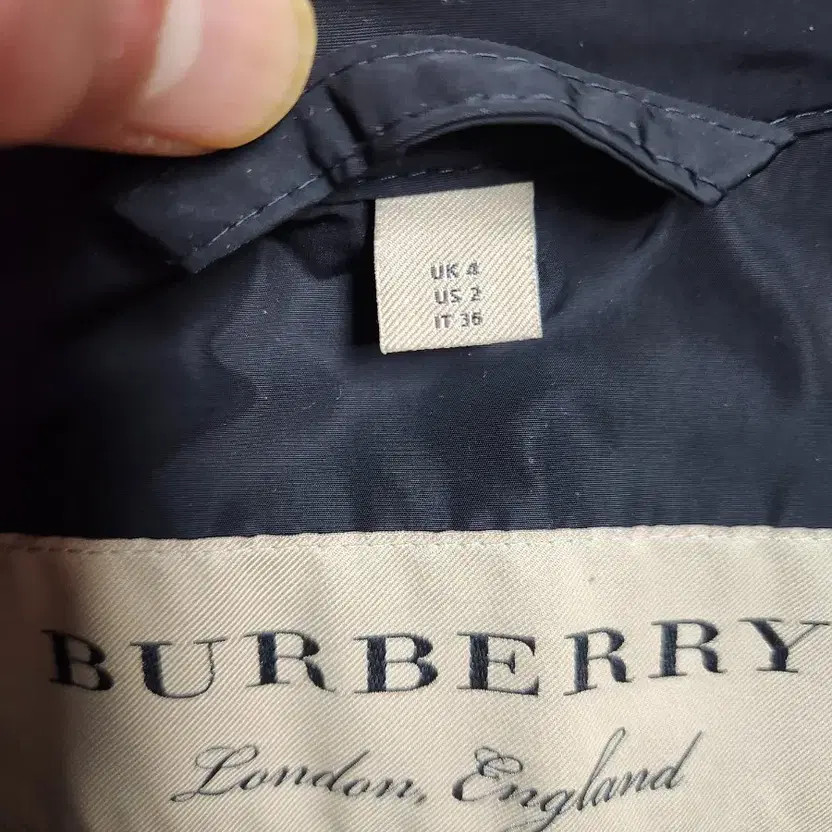 UK 4
US 2
IT 36
BURBERRY
London, England